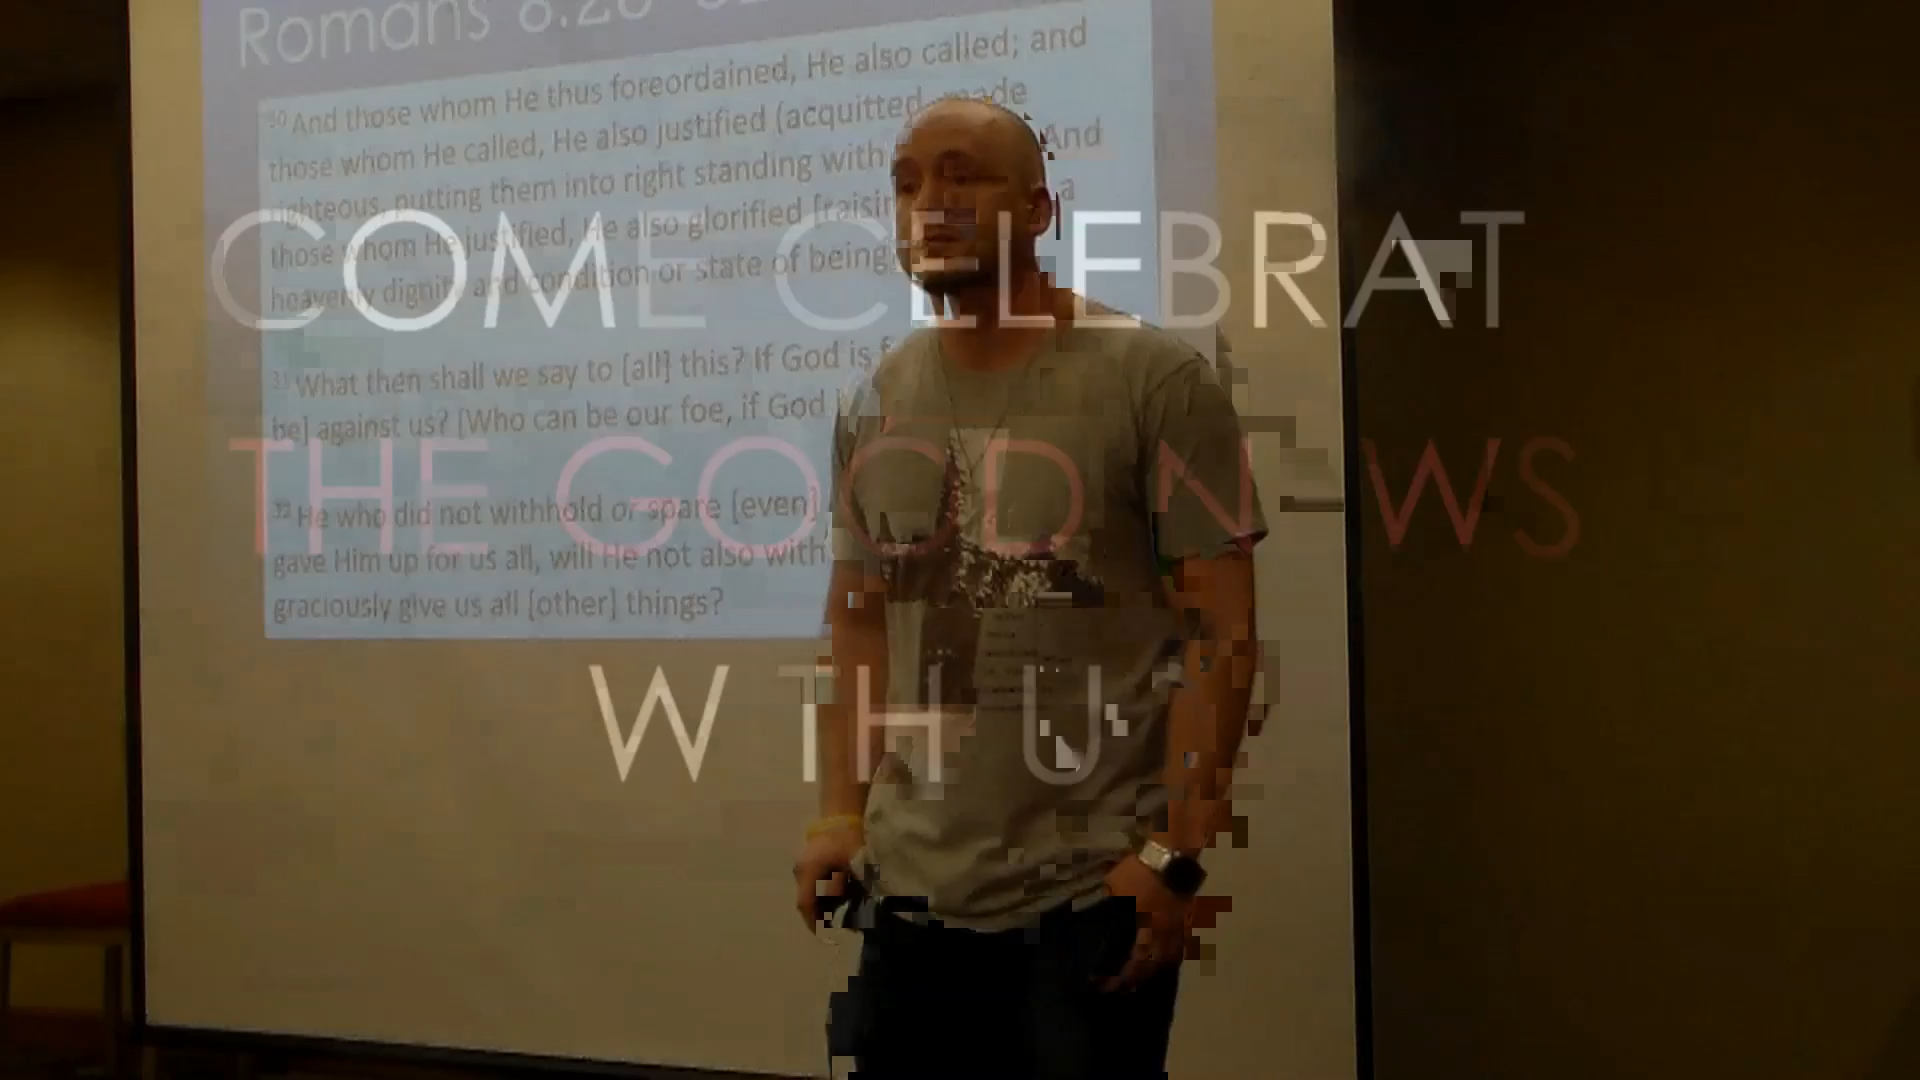 Romans 8:28-32
30 And those whom He thus foreordained, He also called; and
those whom He called, He also justified (acquitted, made
righteous, putting them into right standing with And
those whom He justified, He also glorified [raisin a
heavenly dignity and condition or state of being
31 What then shall we say to [all] this? If God is f
be] against us? [Who can be our foe, if God i
32 He who did not withhold or spare [even]
gave Him up for us all, will He not also with
graciously give us all [other] things?
COME CELEBRAT
THE GOOD N WS
W TH U